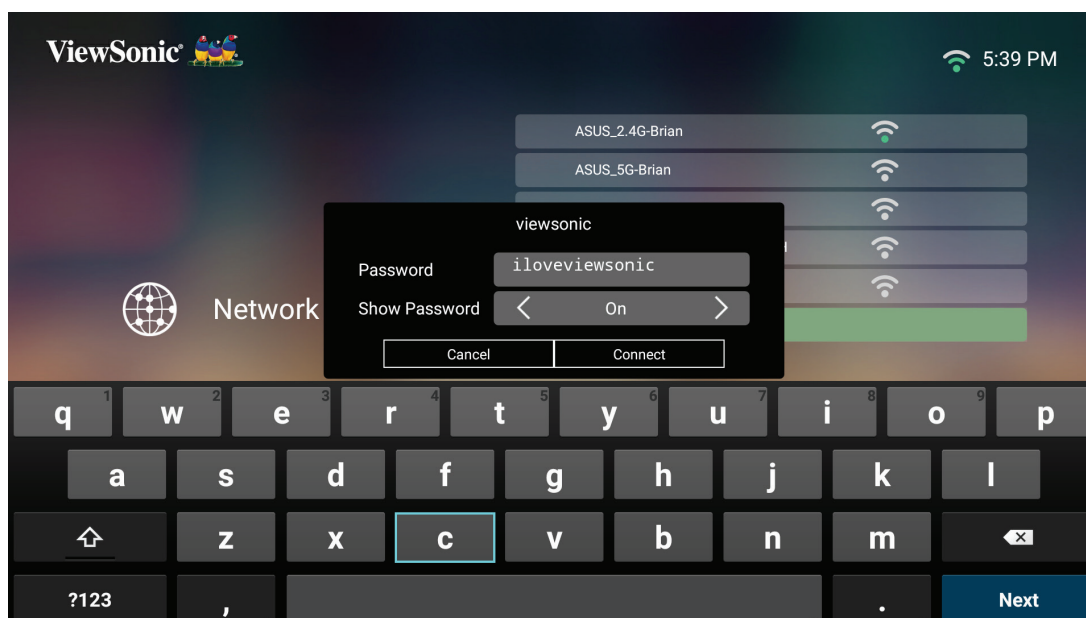 ViewSonic®
5:39 PM
ASUS_2.4G-Brian
ASUS_5G-Brian
viewsonic
Password iloveviewsonic
Network
Show Password < On >
Cancel Connect
q 1 w 2 e 3 r 4 t 5 y 6 u 7 i 8 o 9 p
a s d f g h j k l
z x c v b n m
?123 , . Next